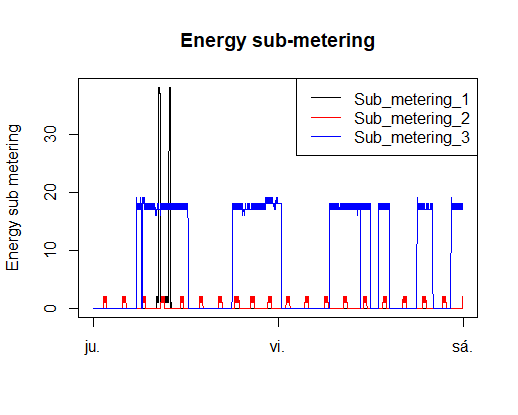 Energy sub-metering
Sub_metering_1
Sub_metering_2
Sub_metering_3
Energy sub metering
30
20
10
0
ju.
vi.
sá.